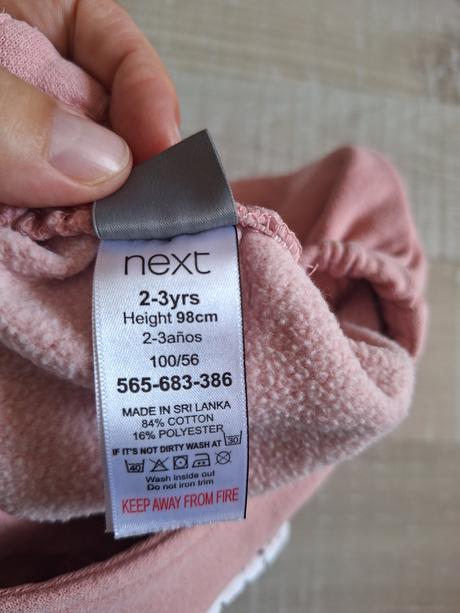 next
2-3yrs
Height 98cm
2-3años
100/56
565-683-386
MADE IN SRI LANKA
84% COTTON
16% POLYESTER
IF IT'S NOT DIRTY WASH AT 30
40
Wash inside out
Do not iron trim
KEEP AWAY FROM FIRE